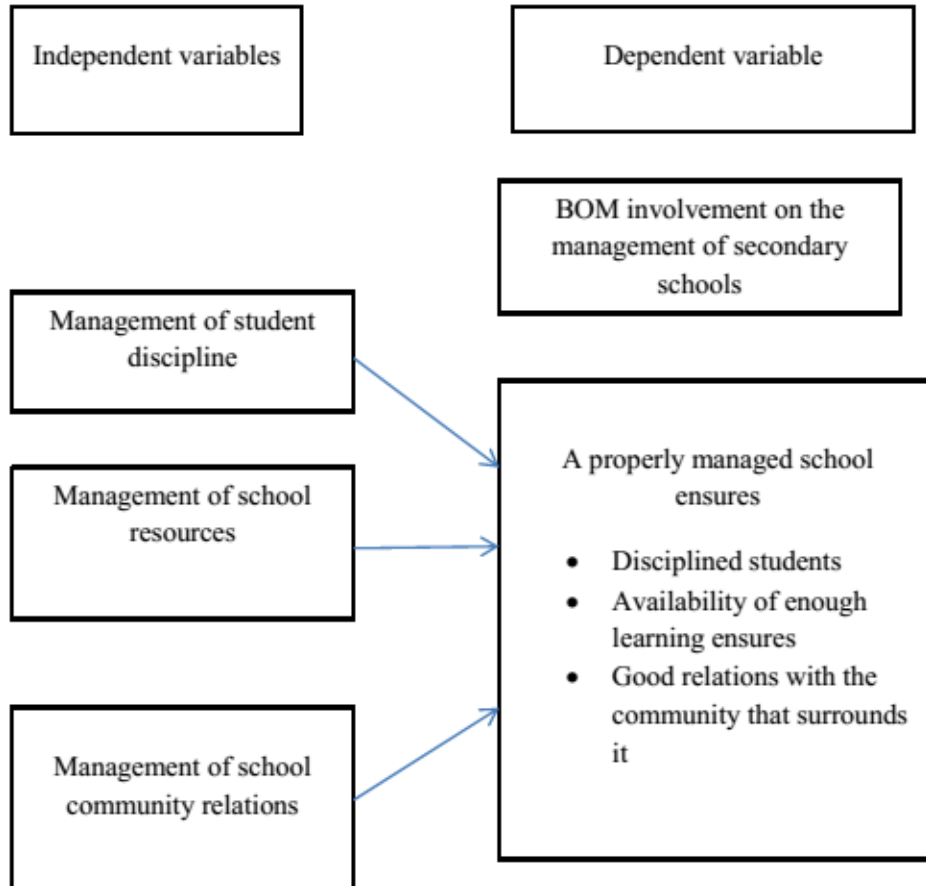 Independent variables
Dependent variable
BOM involvement on the
management of secondary
schools
Management of student
discipline
Management of school
resources
Management of school
community relations
A properly managed school
ensures
• Disciplined students
• Availability of enough
learning ensures
• Good relations with the
community that surrounds
it